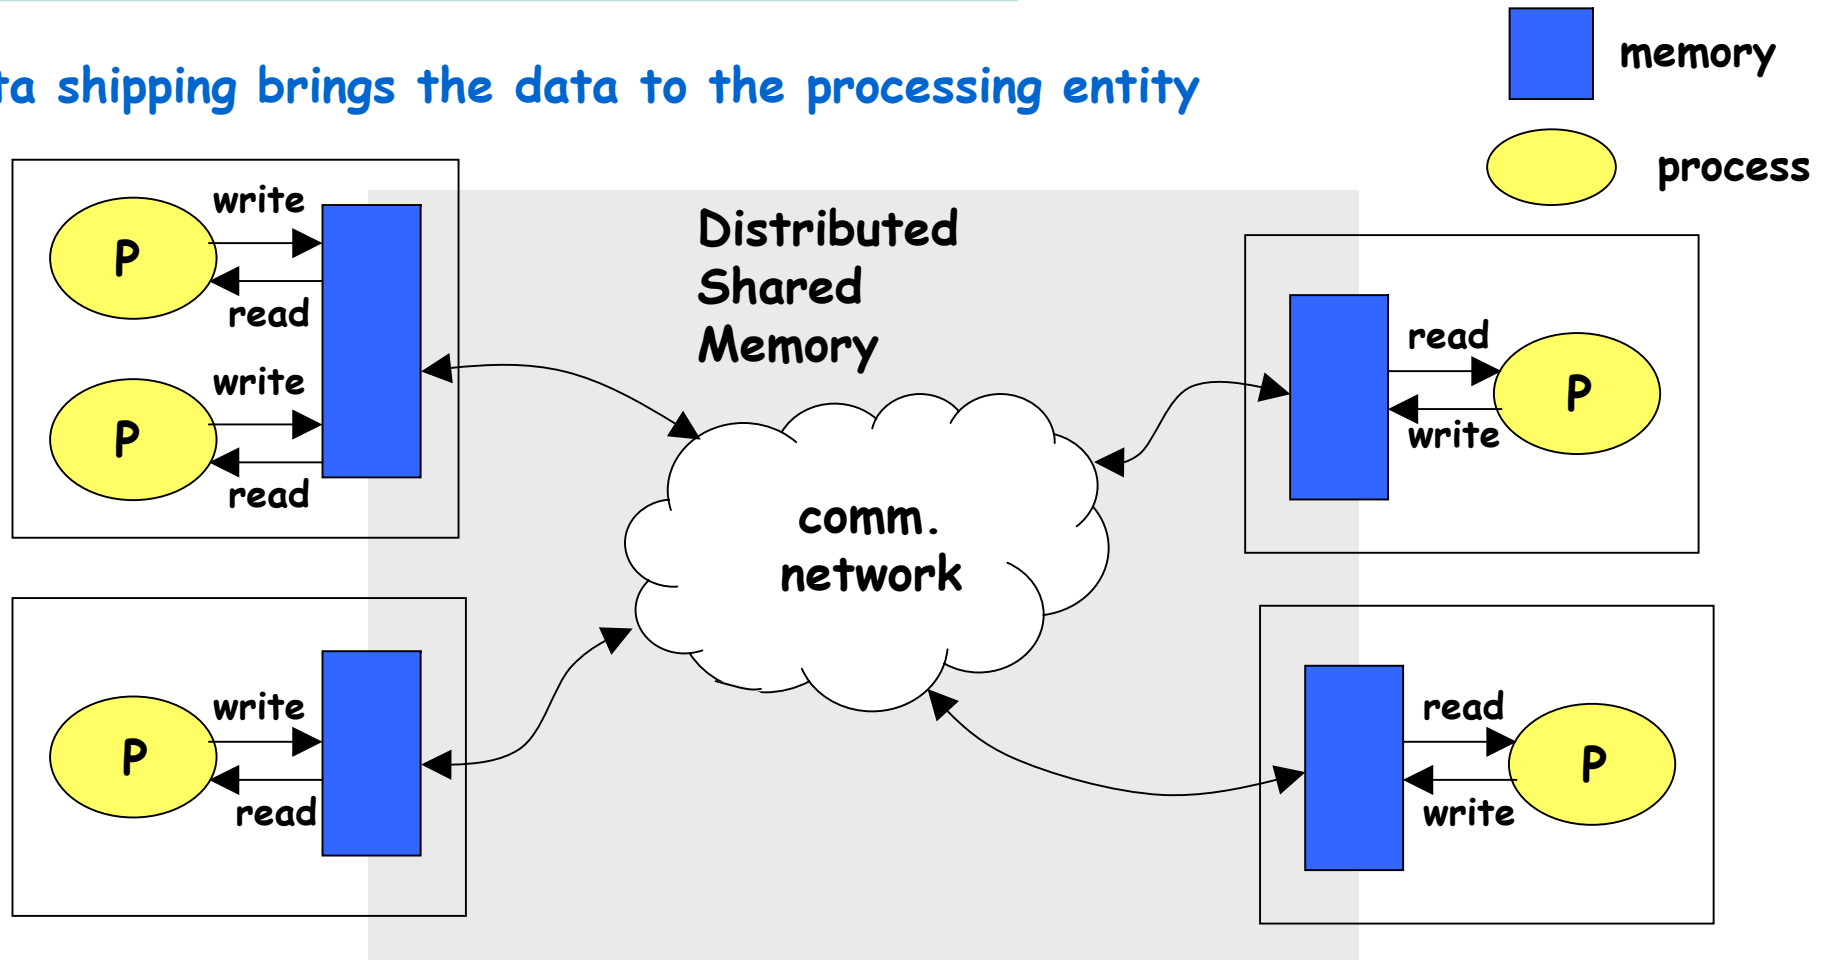 ta shipping brings the data to the processing entity
memory
process
Distributed
Shared
Memory
write
P
read
write
P
read
read
P
write
comm.
network
write
P
read
read
P
write